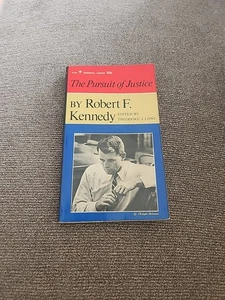 The Pursuit of Justice
BY Robert F.
Kennedy
EDITED BY
THEODORE J. LOWI